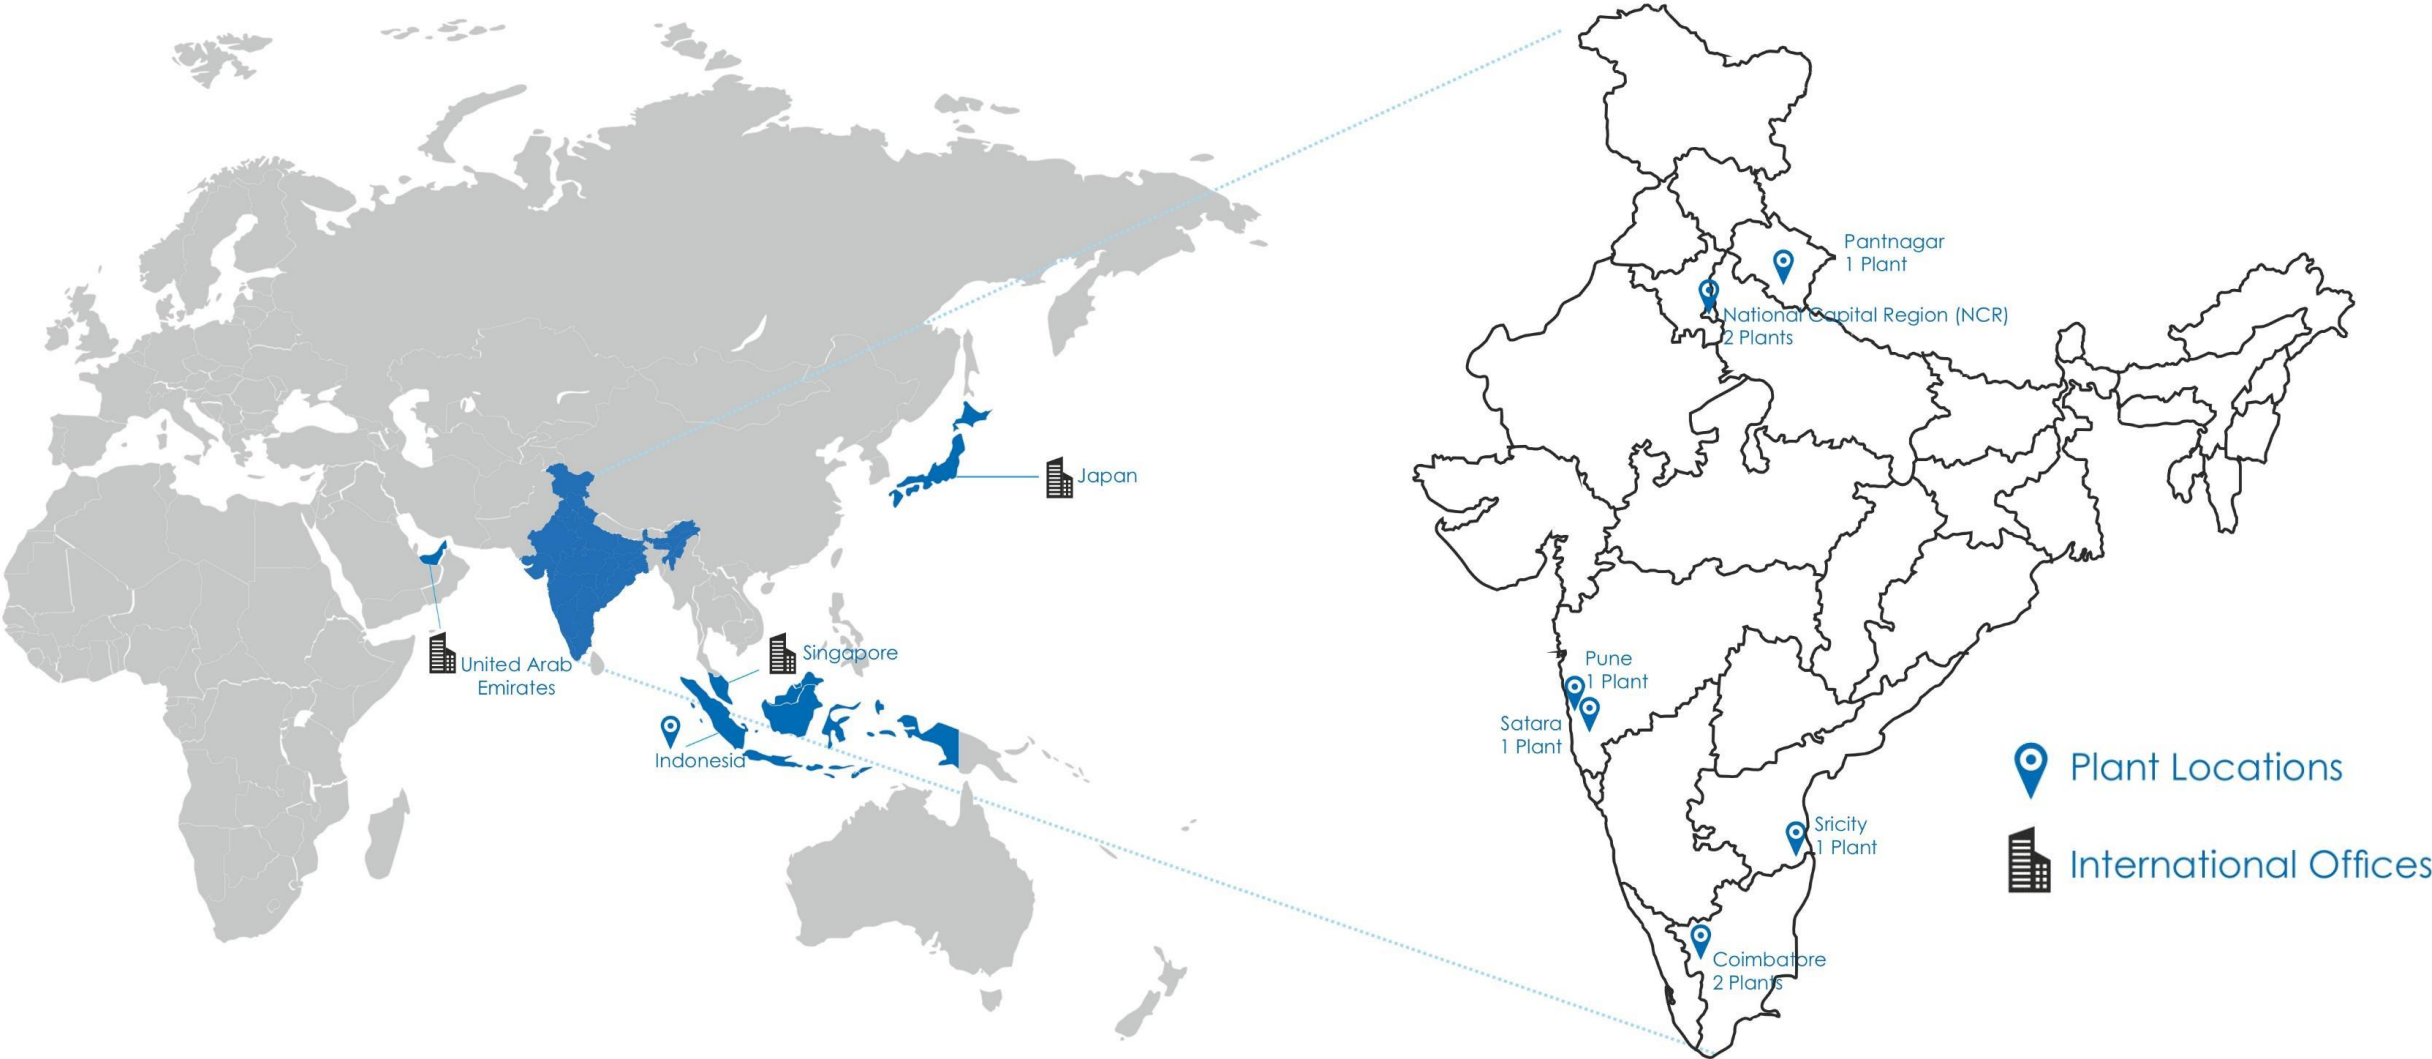 Japan
United Arab
Emirates
Singapore
Indonesia
Pantnagar
1 Plant
National Capital Region (NCR)
2 Plants
Pune
1 Plant
Satara
1 Plant
Sricity
1 Plant
Coimbatore
2 Plants
Plant Locations
International Offices